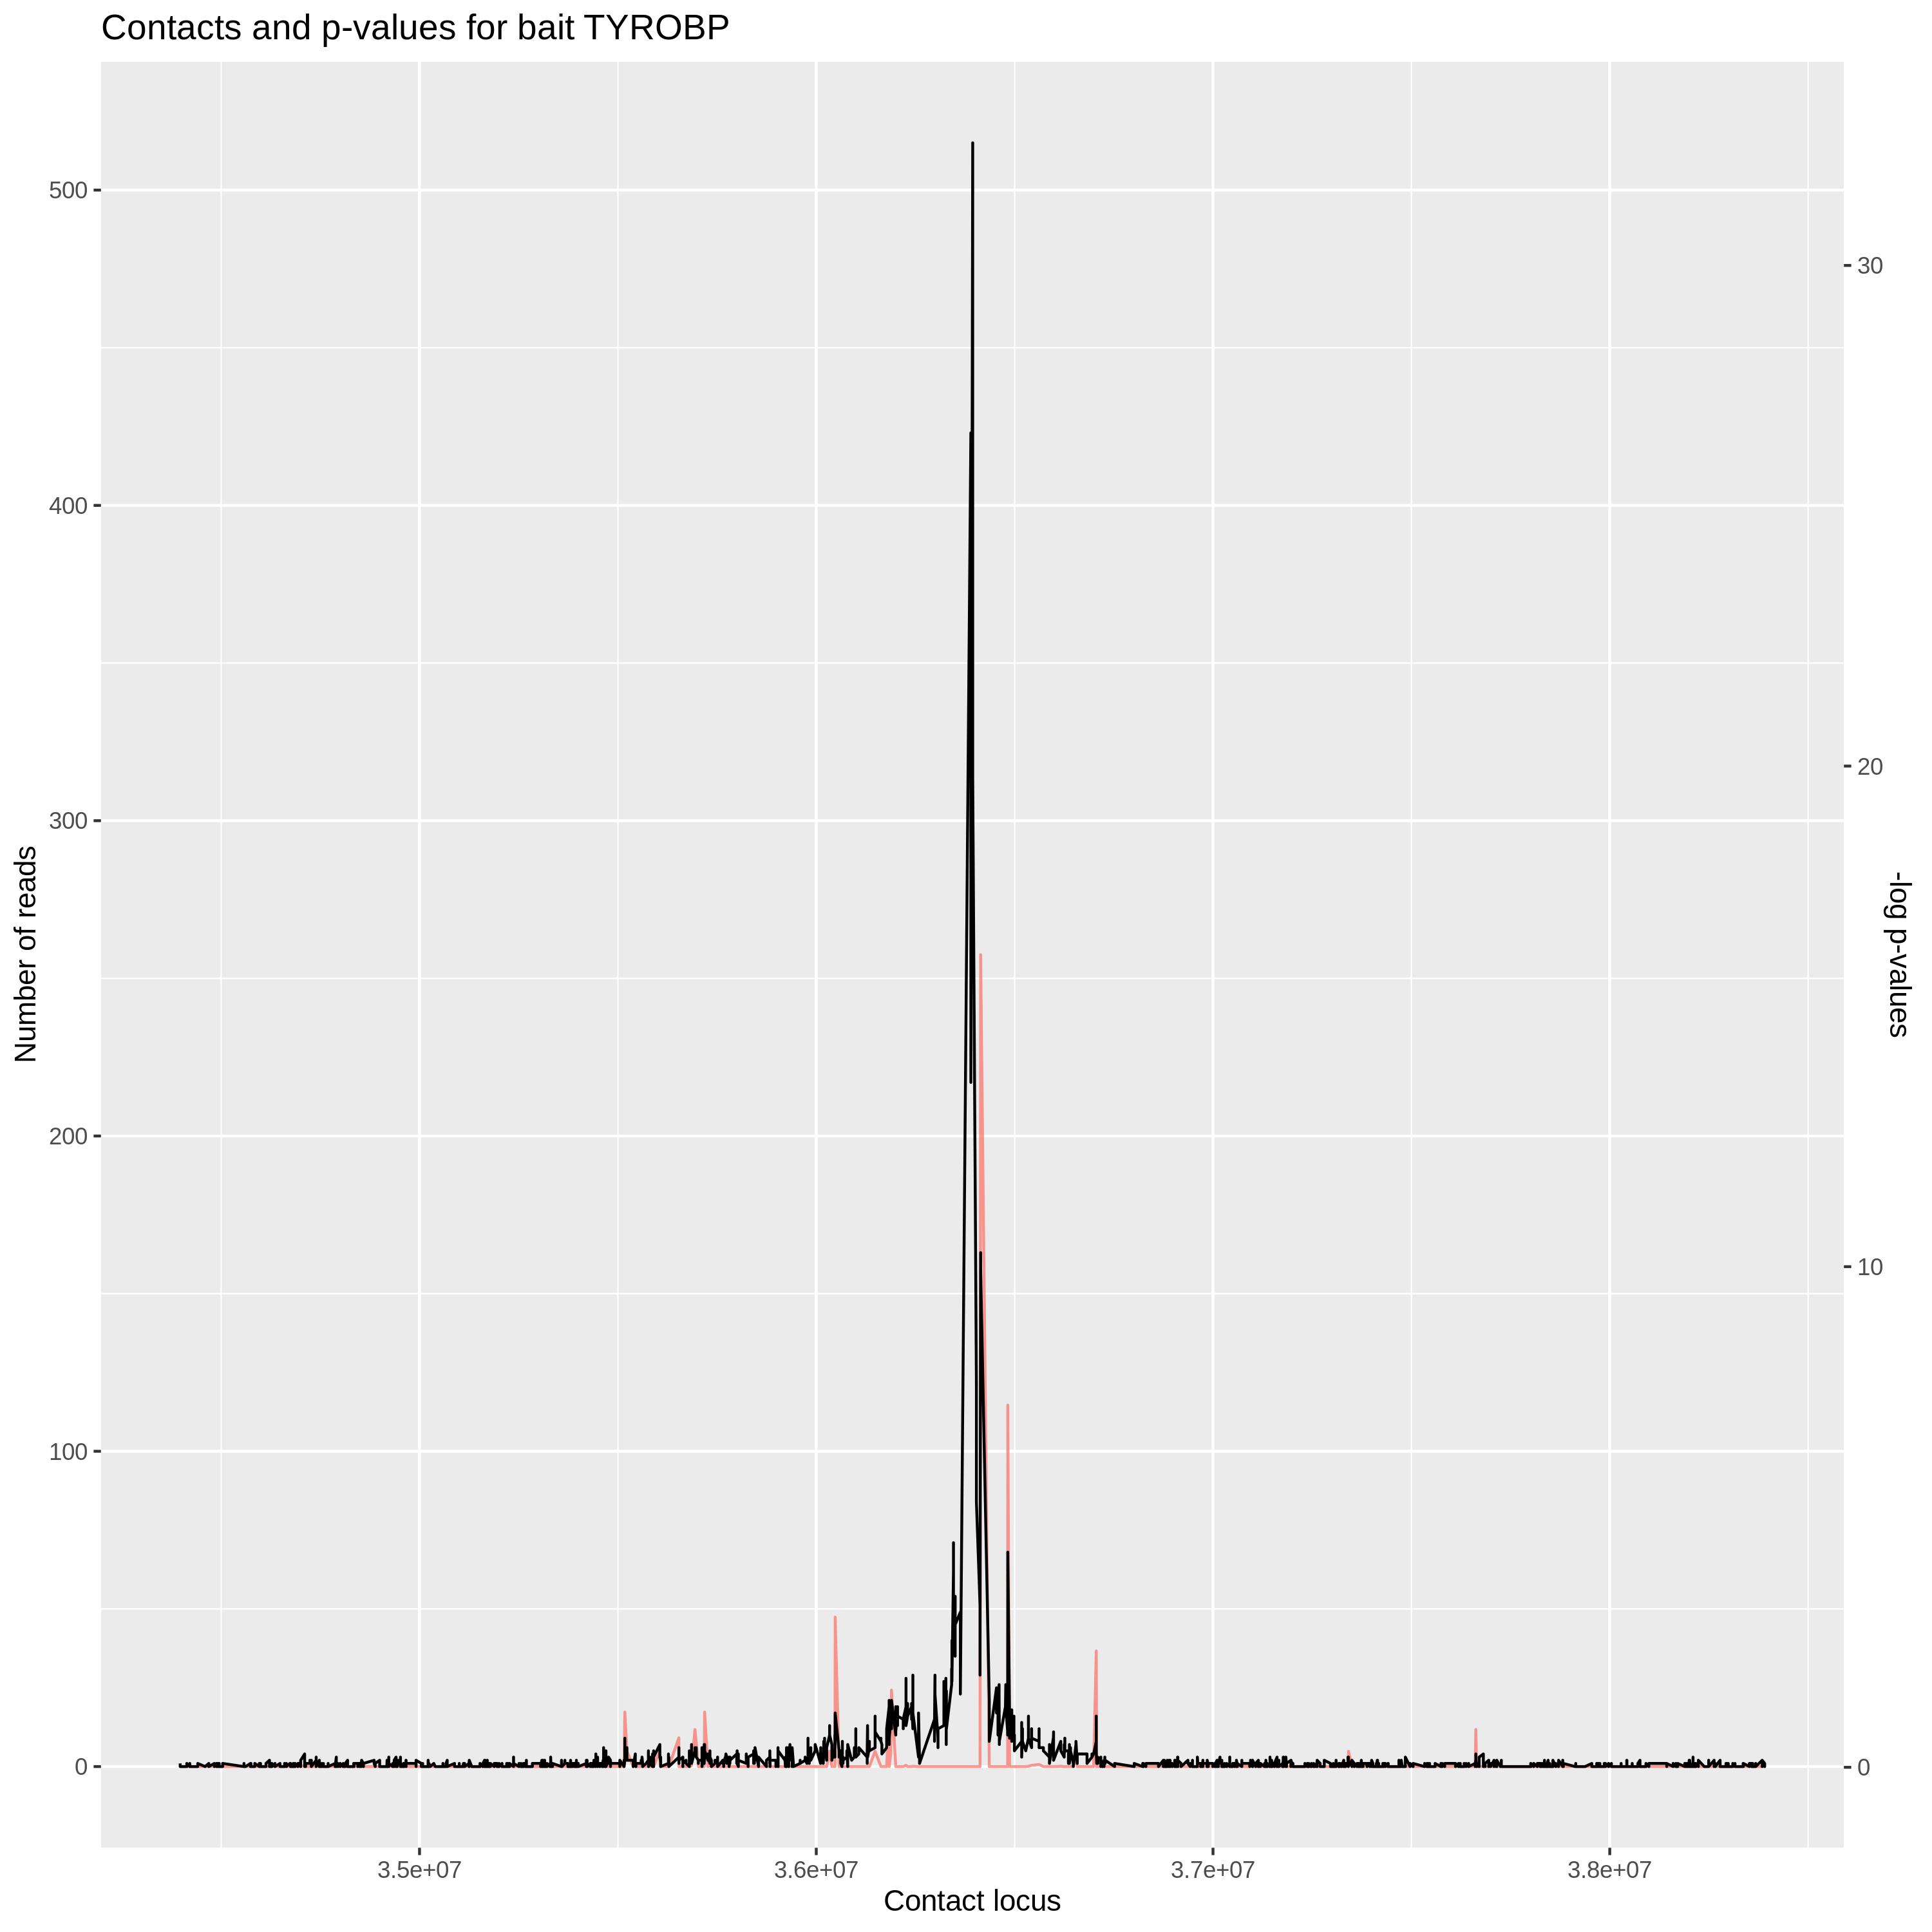 Contacts and p-values for bait TYROBP
500
400
300
200
100
0
Number of reads
30
20
10
0
-log p-values
3.5e+07
3.6e+07
3.7e+07
3.8e+07
Contact locus